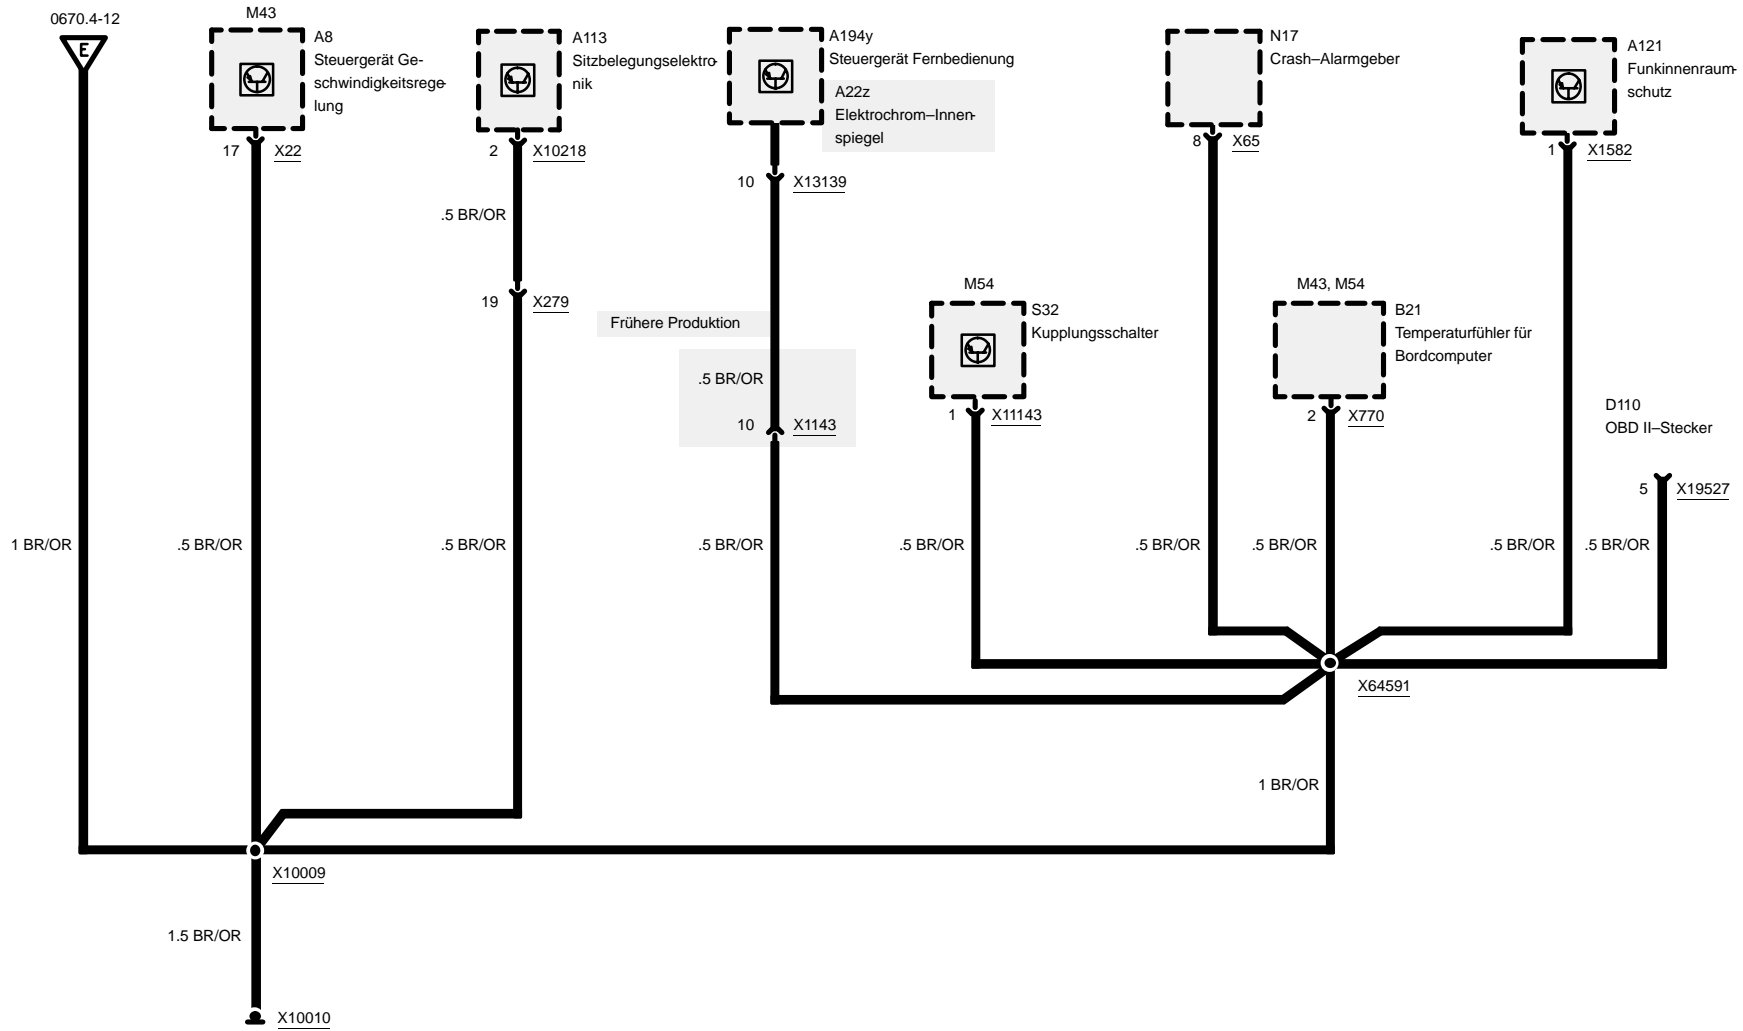 0670.4-12
E
M43
A8
Steuergerät Ge-
schwindigkeitsrege-
lung
17
X22
A113
Sitzbelegungselektro-
nik
2
X10218
A194y
Steuergerät Fernbedienung
A22z
Elektrochrom–Innen-
spiegel
10
X13139
N17
Crash–Alarmgeber
8
X65
A121
Funkinnenraum-
schutz
1
X1582
.5 BR/OR
19
X279
Frühere Produktion
.5 BR/OR
10
X1143
M54
S32
Kupplungsschalter
1
X11143
M43, M54
B21
Temperaturfühler für
Bordcomputer
2
X770
D110
OBD II–Stecker
5
X19527
1 BR/OR
.5 BR/OR
.5 BR/OR
.5 BR/OR
.5 BR/OR
.5 BR/OR
.5 BR/OR
.5 BR/OR
.5 BR/OR
X64591
1 BR/OR
X10009
1.5 BR/OR
X10010